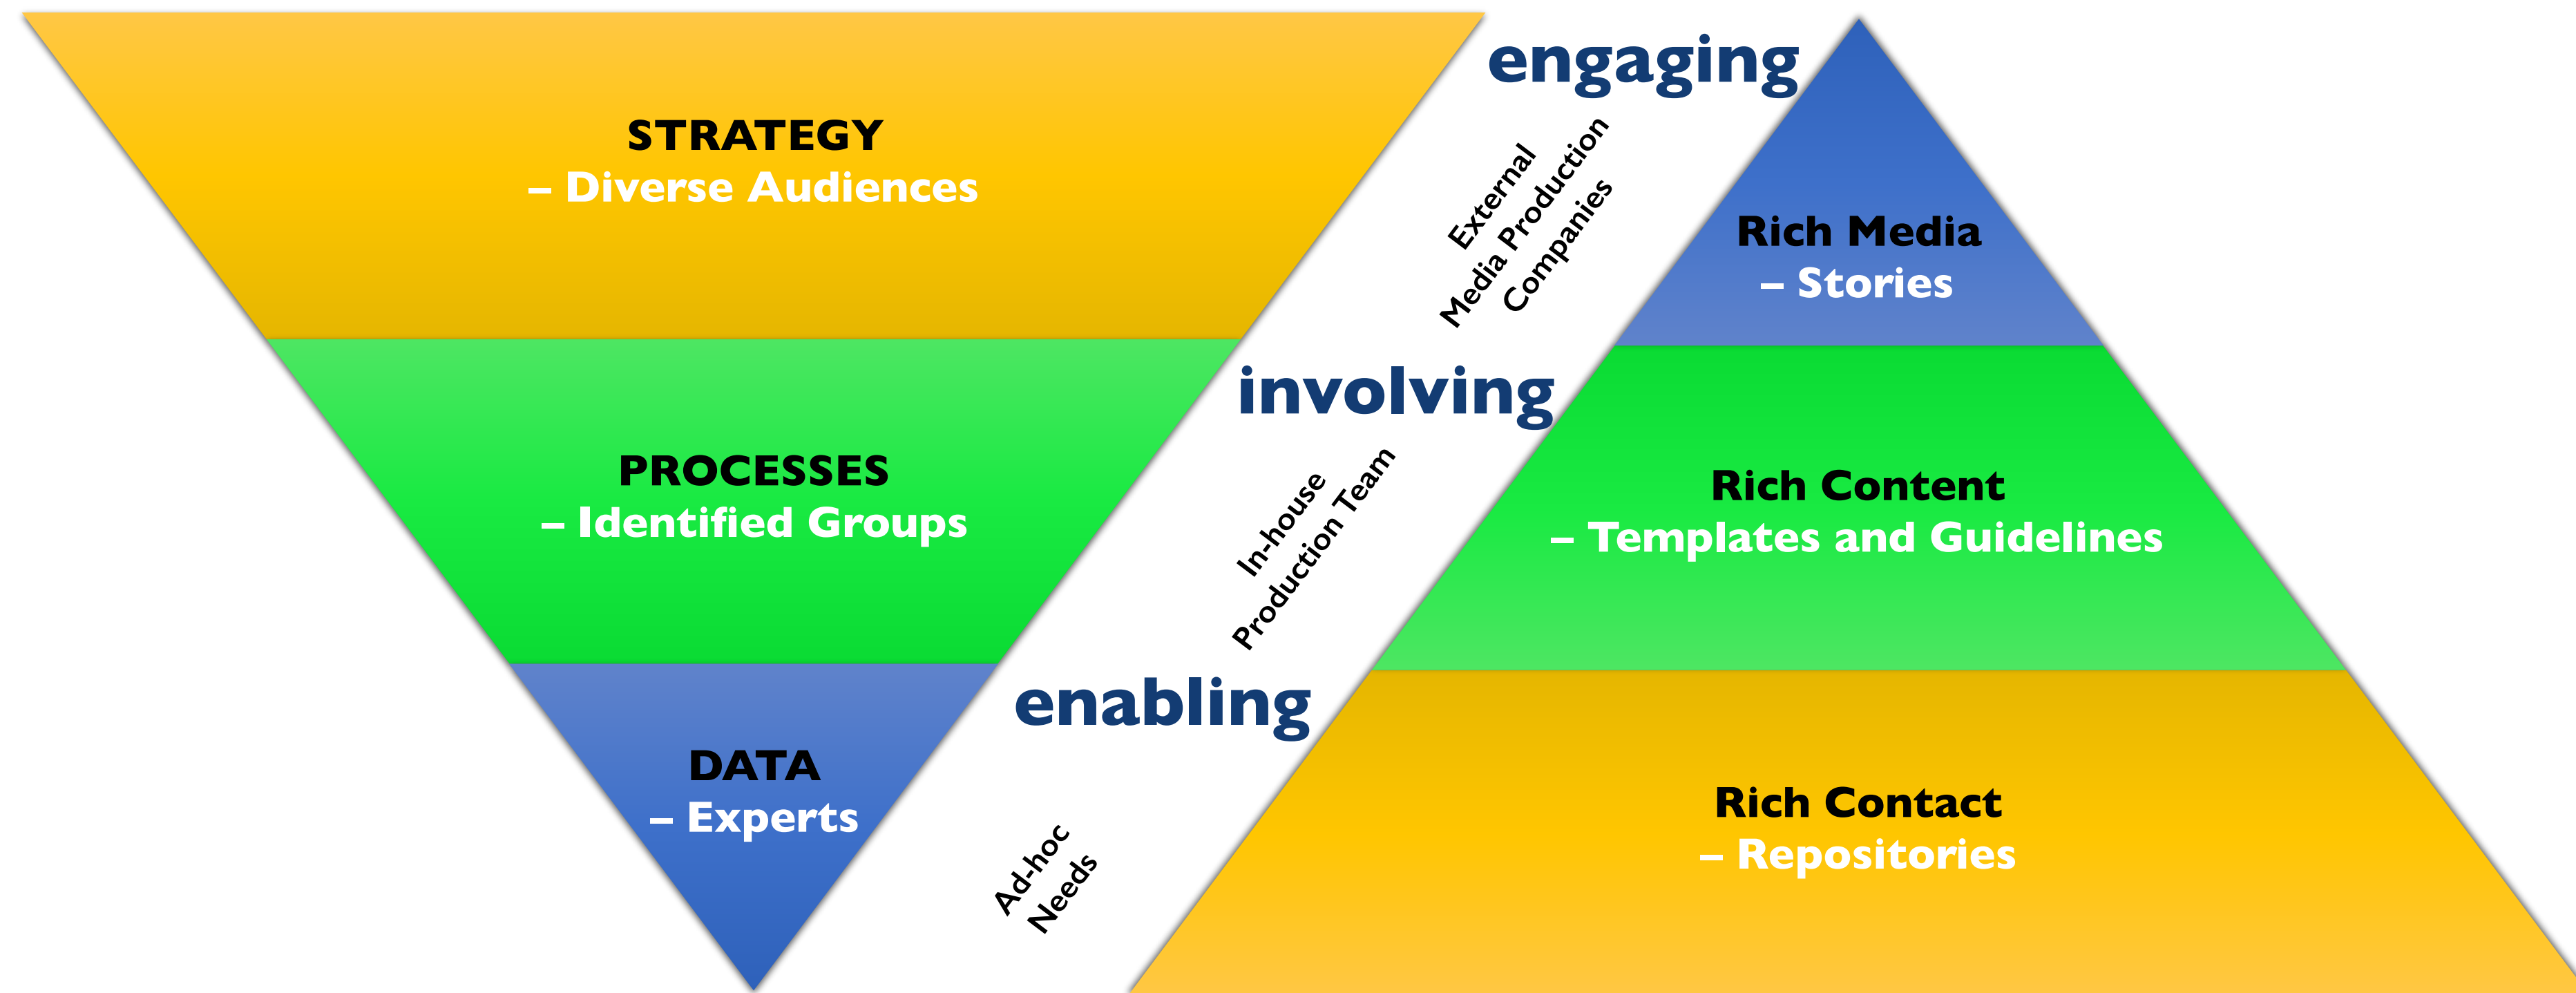 STRATEGY
– Diverse Audiences
PROCESSES
– Identified Groups
DATA
– Experts
engaging
External
Media Production
Companies
involving
In-house
Production Team
enabling
Ad-hoc
Needs
Rich Media
– Stories
Rich Content
– Templates and Guidelines
Rich Contact
– Repositories